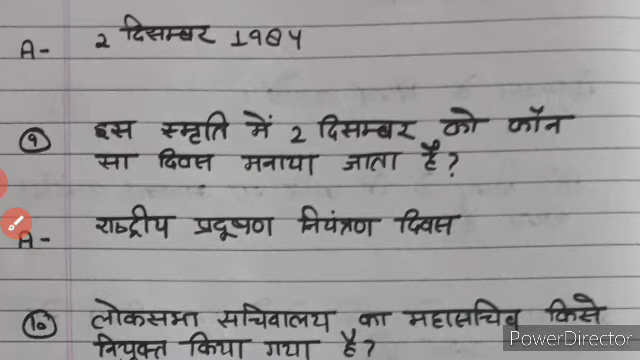 A- 2 दिसम्बर 1984
9 इस स्मृति में 2 दिसम्बर को कौन
सा दिवस मनाया जाता है?
A- राष्ट्रीय प्रदूषण नियंत्रण दिवस
10 लोकसभा सचिवालय का महासचिव किसे
नियुक्त किया गया है?
PowerDirector